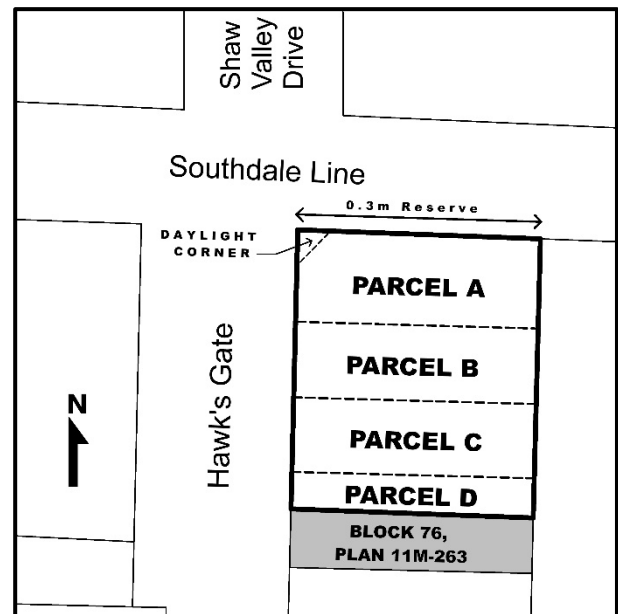 Shaw
Valley
Drive
Southdale Line
0.3m Reserve
DAYLIGHT
CORNER
PARCEL A
PARCEL B
Hawk's Gate
N
PARCEL C
PARCEL D
BLOCK 76,
PLAN 11M-263